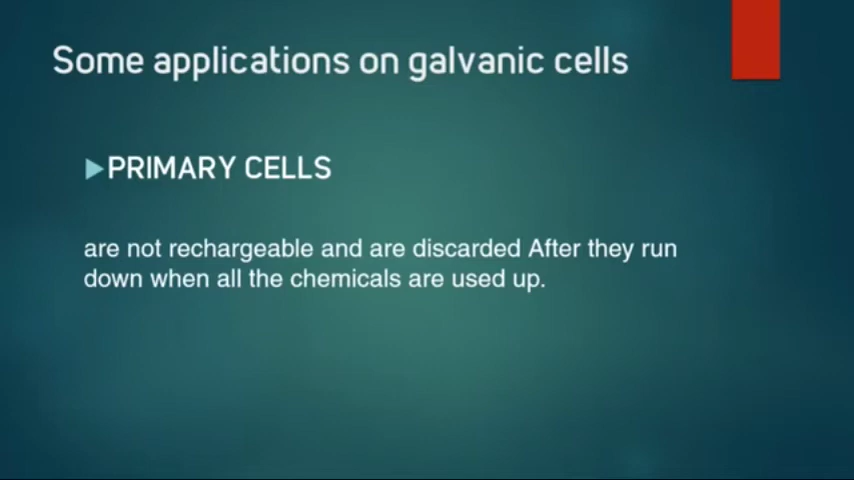 Some applications on galvanic cells
PRIMARY CELLS
are not rechargeable and are discarded After they run
down when all the chemicals are used up.